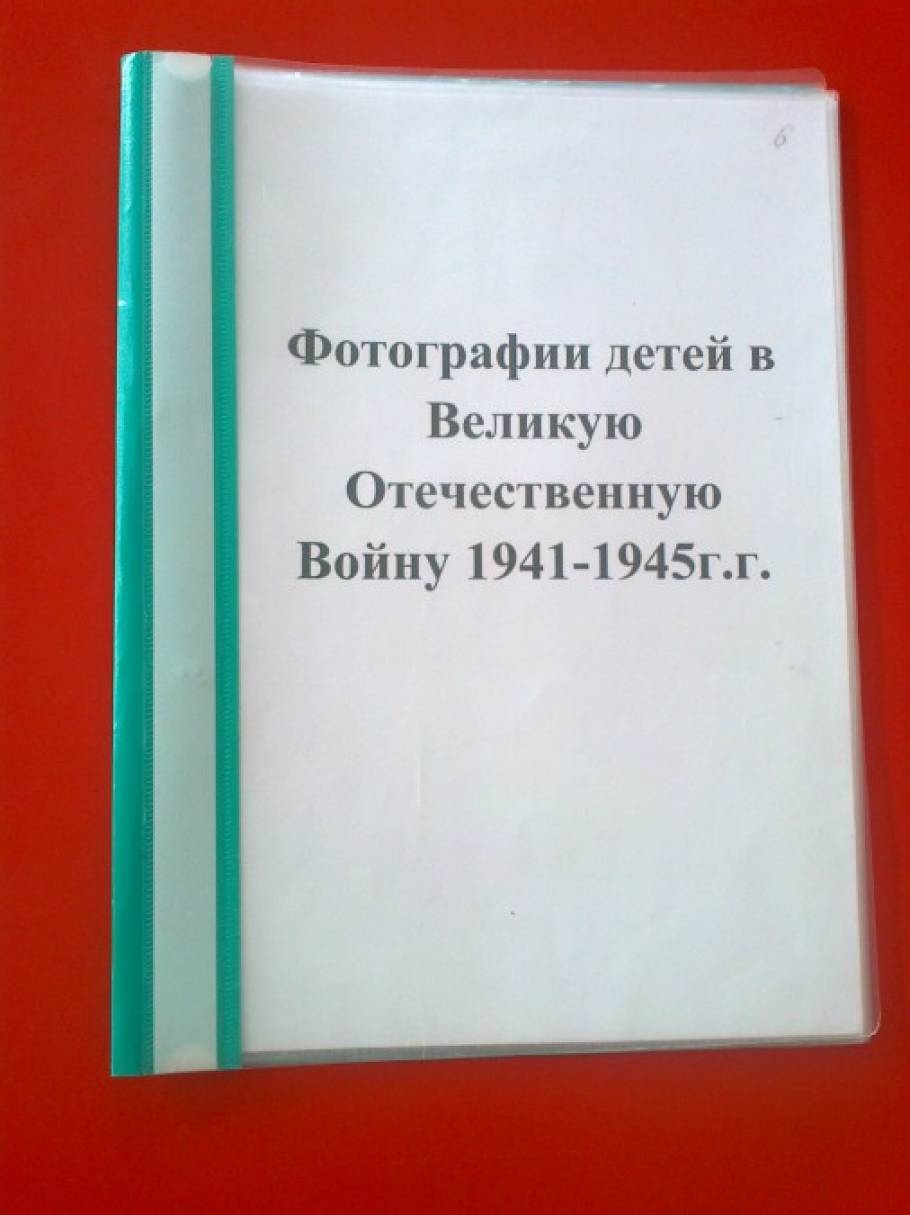 6
Фотографии детей в
Великую
Отечественную
Войну 1941-1945г.г.